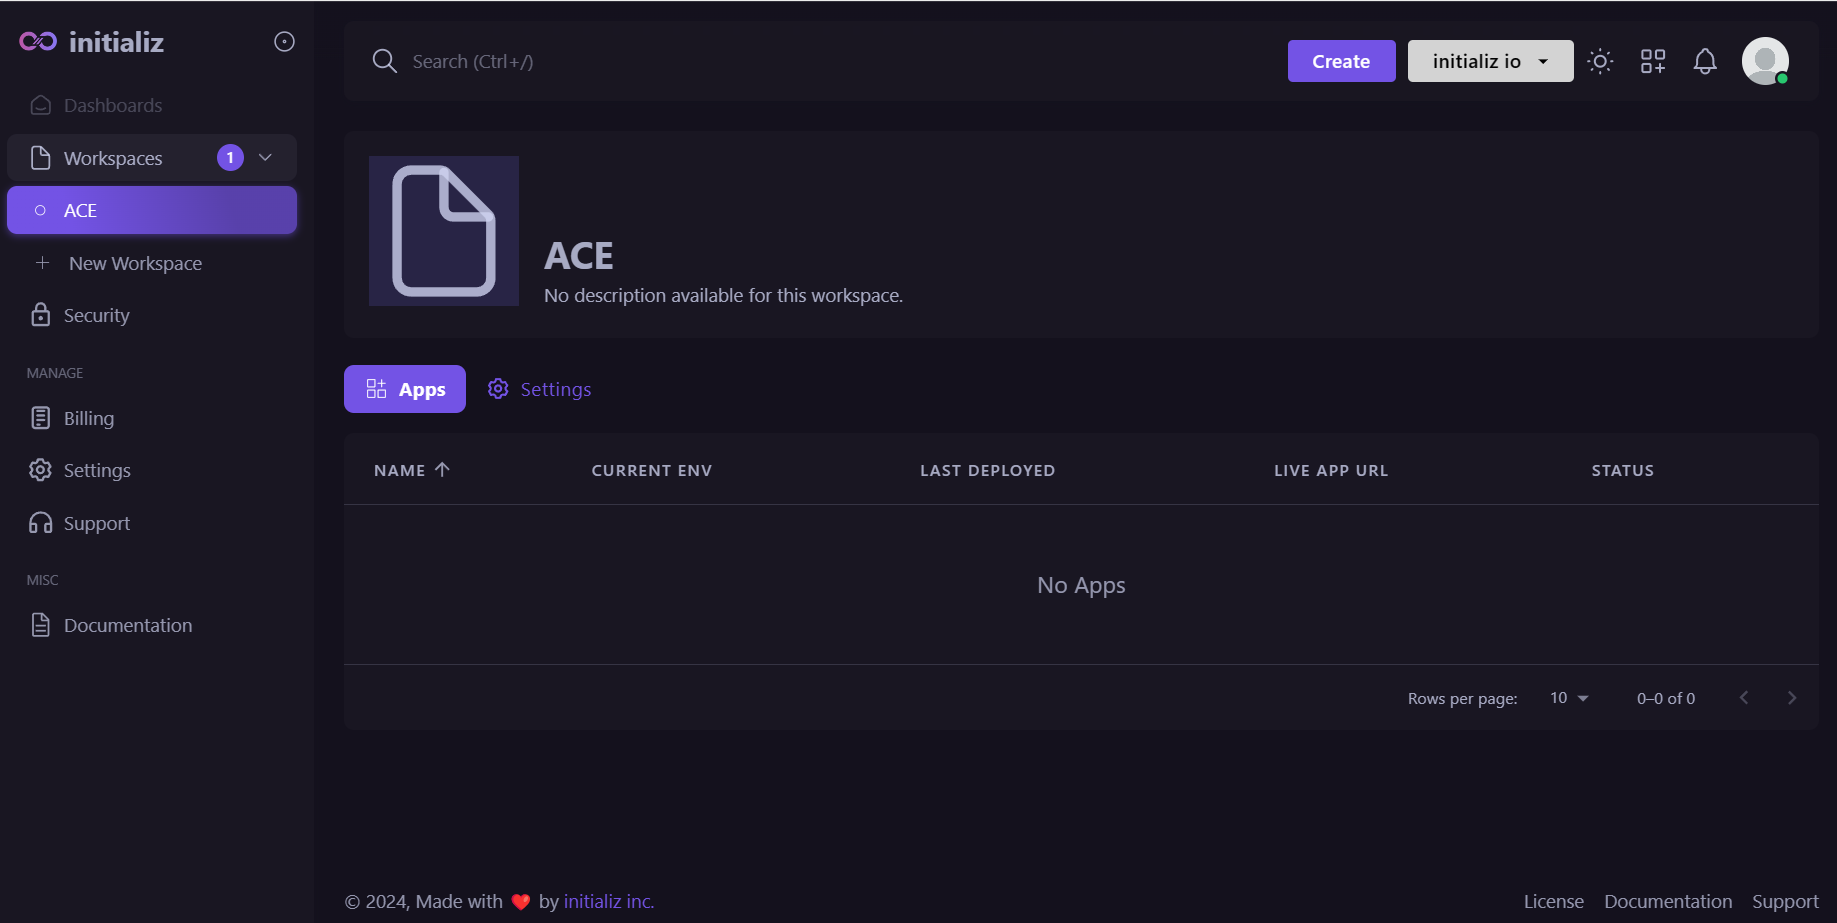 initializ
Dashboards
Workspaces 1
ACE
New Workspace
Security
MANAGE
Billing
Settings
Support
MISC
Documentation
Search (Ctrl+/)
Create
initializ io
ACE
No description available for this workspace.
Apps
Settings
NAME CURRENT ENV LAST DEPLOYED LIVE APP URL STATUS
No Apps
Rows per page: 10 0–0 of 0
© 2024, Made with ❤️ by initializ inc.
License Documentation Support